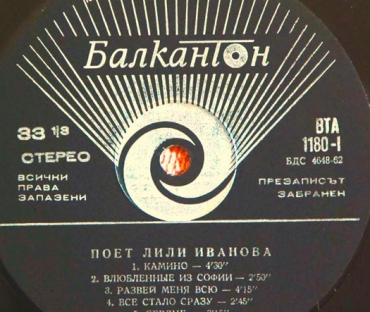 Балкантон
33 1|3
СТЕРЕО
ВСИЧКИ
ПРАВА
ЗАПАЗЕНИ
ВТА
1180-I
БДС 4648-62
ПРЕЗАПИСЪТ
ЗАБРАНЕН
ПОЕТ ЛИЛИ ИВАНОВА
1. КАМИНО — 4'30"
2. ВЛЮБЛЕННЫЕ ИЗ СОФИИ — 2'50"
3. РАЗВЕЙ МЕНЯ ВСЮ — 4'15"
4. ВСЕ СТАЛО СРАЗУ — 2'45"